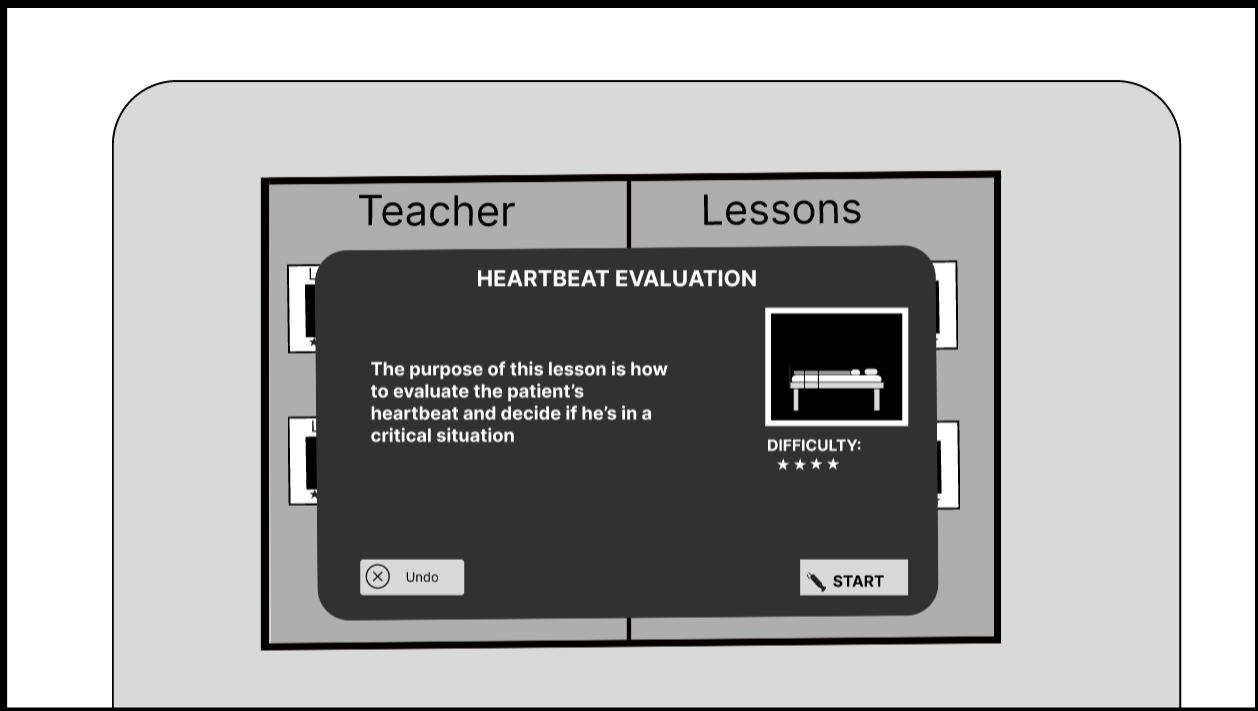 Teacher
Lessons
HEARTBEAT EVALUATION
The purpose of this lesson is how
to evaluate the patient's
heartbeat and decide if he's in a
critical situation
DIFFICULTY:
★ ★ ★ ★
Undo
START